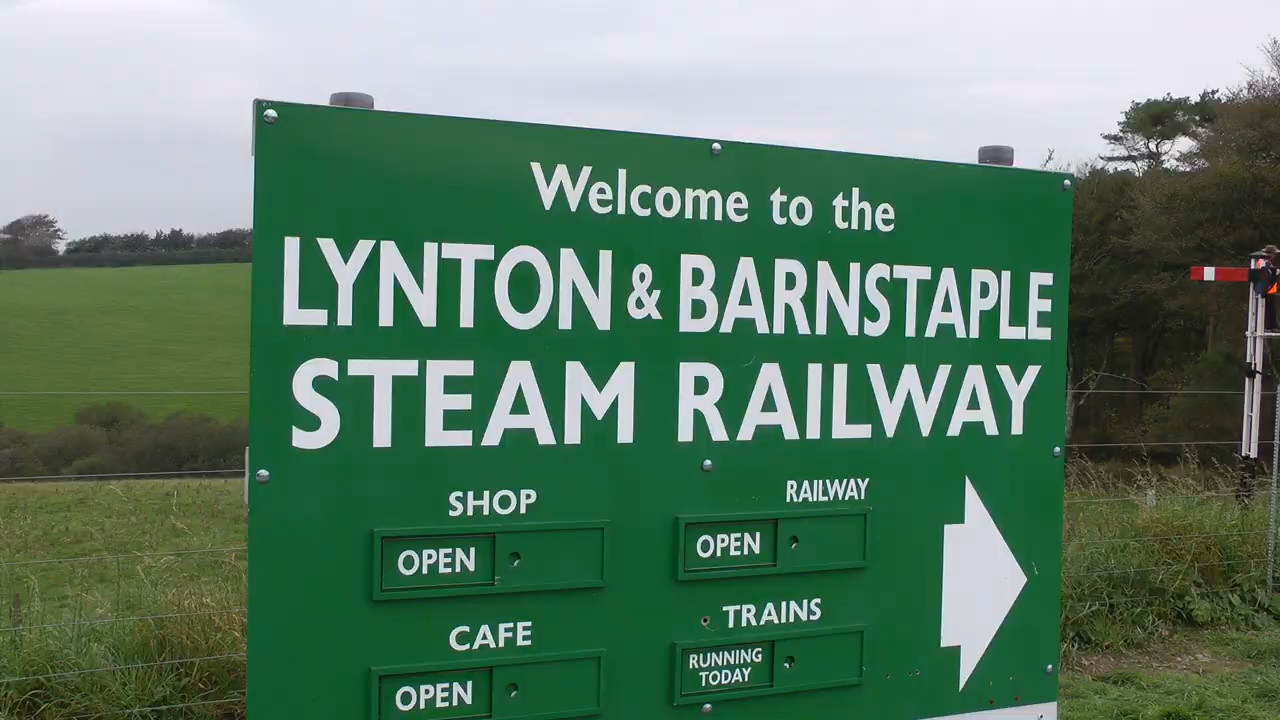 Welcome to the
LYNTON & BARNSTAPLE
STEAM RAILWAY
SHOP
OPEN
RAILWAY
OPEN
CAFE
OPEN
TRAINS
RUNNING
TODAY